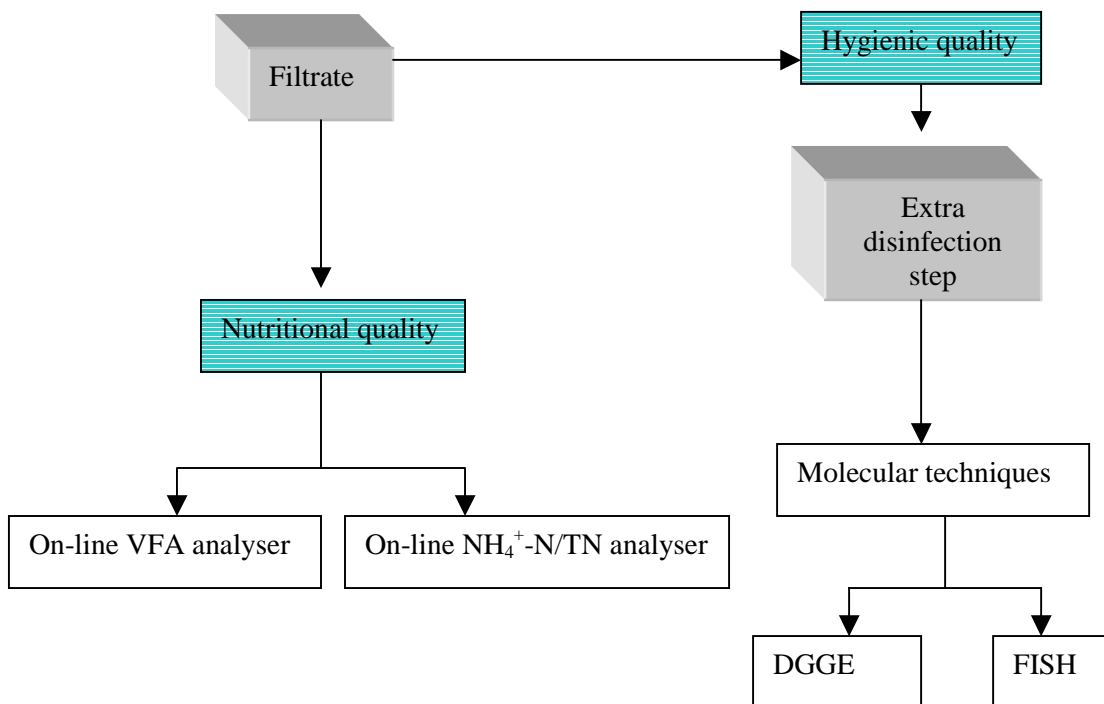 Hygienic quality
Filtrate
Extra
disinfection
step
Nutritional quality
Molecular techniques
On-line VFA analyser
On-line NH₄⁺-N/TN analyser
DGGE
FISH